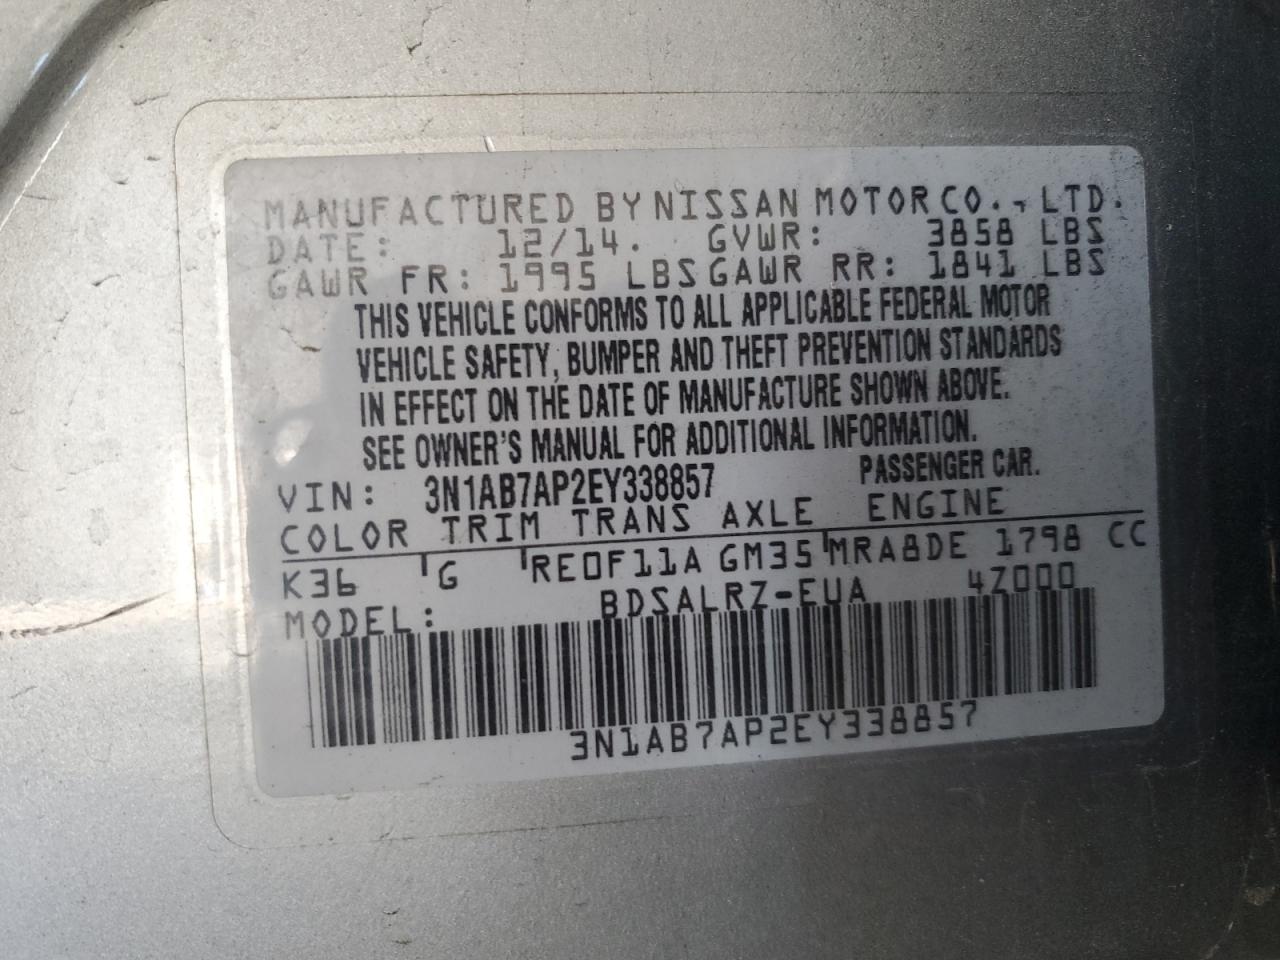 MANUFACTURED BY NISSAN MOTOR CO., LTD.
DATE: 12/14. GVWR: 3858 LBS
GAWR FR: 1995 LBS GAWR RR: 1841 LBS
THIS VEHICLE CONFORMS TO ALL APPLICABLE FEDERAL MOTOR
VEHICLE SAFETY, BUMPER AND THEFT PREVENTION STANDARDS
IN EFFECT ON THE DATE OF MANUFACTURE SHOWN ABOVE.
SEE OWNER'S MANUAL FOR ADDITIONAL INFORMATION.
VIN: 3N1AB7AP2EY338857 PASSENGER CAR.
COLOR TRIM TRANS AXLE ENGINE
K36 G RE0F11A GM35 MRA8DE 1798 CC
MODEL: BDSALRZ-EUA 4Z000
3N1AB7AP2EY338857